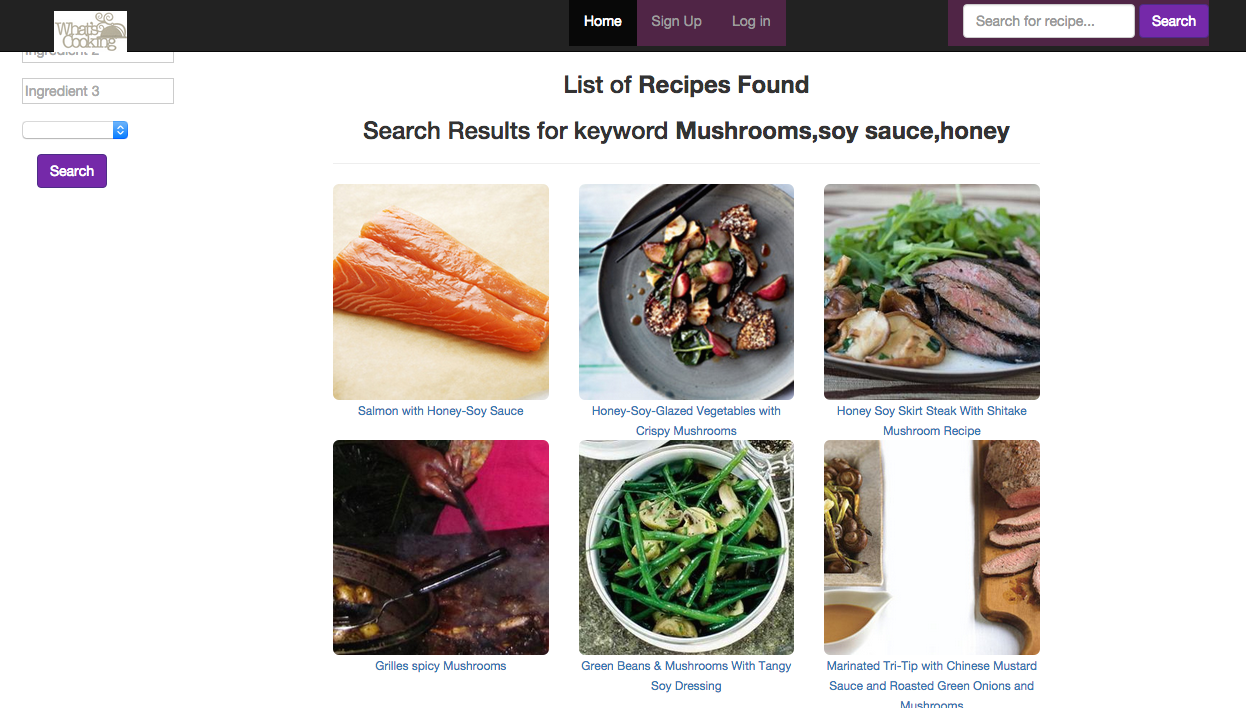 What's
Cooking
Home
Sign Up
Log in
Search for recipe...
Search
Ingredient 2
Ingredient 3
Search
List of Recipes Found
Search Results for keyword Mushrooms,soy sauce,honey
Salmon with Honey-Soy Sauce
Honey-Soy-Glazed Vegetables with
Crispy Mushrooms
Honey Soy Skirt Steak With Shitake
Mushroom Recipe
Grilles spicy Mushrooms
Green Beans & Mushrooms With Tangy
Soy Dressing
Marinated Tri-Tip with Chinese Mustard
Sauce and Roasted Green Onions and
Mushrooms